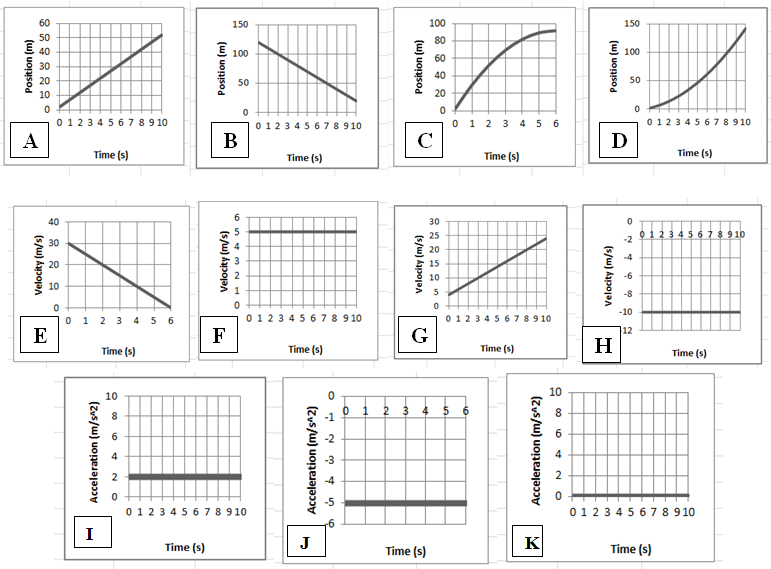 60
50
40
30
20
10
0
Position (m)
0 1 2 3 4 5 6 7 8 9 10
Time (s)
A
150
100
50
0
Position (m)
0 1 2 3 4 5 6 7 8 9 10
Time (s)
B
100
80
60
40
20
0
Position (m)
0 1 2 3 4 5 6
Time (s)
C
150
100
50
0
Position (m)
0 1 2 3 4 5 6 7 8 9 10
Time (s)
D
40
30
20
10
0
Velocity (m/s)
0 1 2 3 4 5 6
Time (s)
E
6
5
4
3
2
1
0
Velocity (m/s)
0 1 2 3 4 5 6 7 8 9 10
Time (s)
F
30
25
20
15
10
5
0
Velocity (m/s)
0 1 2 3 4 5 6 7 8 9 10
Time (s)
G
0
0 1 2 3 4 5 6 7 8 9 10
-2
-4
-6
-8
-10
12
Velocity (m/s)
Time (s)
H
10
8
6
4
2
0
Acceleration (m/s^2)
0 1 2 3 4 5 6 7 8 9 10
Time (s)
I
0
0 1 2 3 4 5 6
-1
-2
-3
-4
-5
-6
Acceleration (m/s^2)
Time (s)
J
10
8
6
4
2
0
Acceleration (m/s^2)
0 1 2 3 4 5 6 7 8 9 10
Time (s)
K